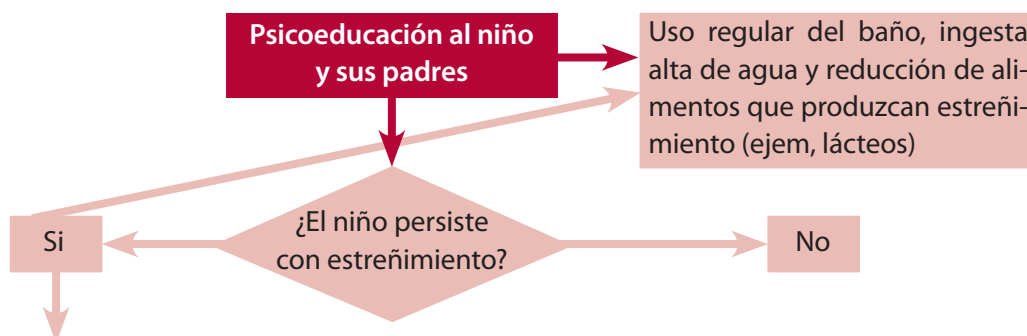 Psicoeducación al niño
y sus padres
Uso regular del baño, ingesta
alta de agua y reducción de ali-
mentos que produzcan estreñi-
miento (ejem, lácteos)
¿El niño persiste
con estreñimiento?
Si
No